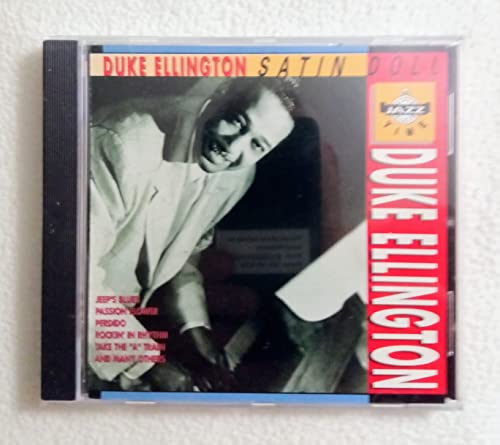 DUKE ELLINGTON SATIN DOLL
JAZZ
TIME
DUKE ELLINGTON
JEEP'S BLUES
PASSION FLOWER
PERDIDO
ROCKIN' IN RHYTHM
TAKE THE "A" TRAIN
AND MANY OTHERS